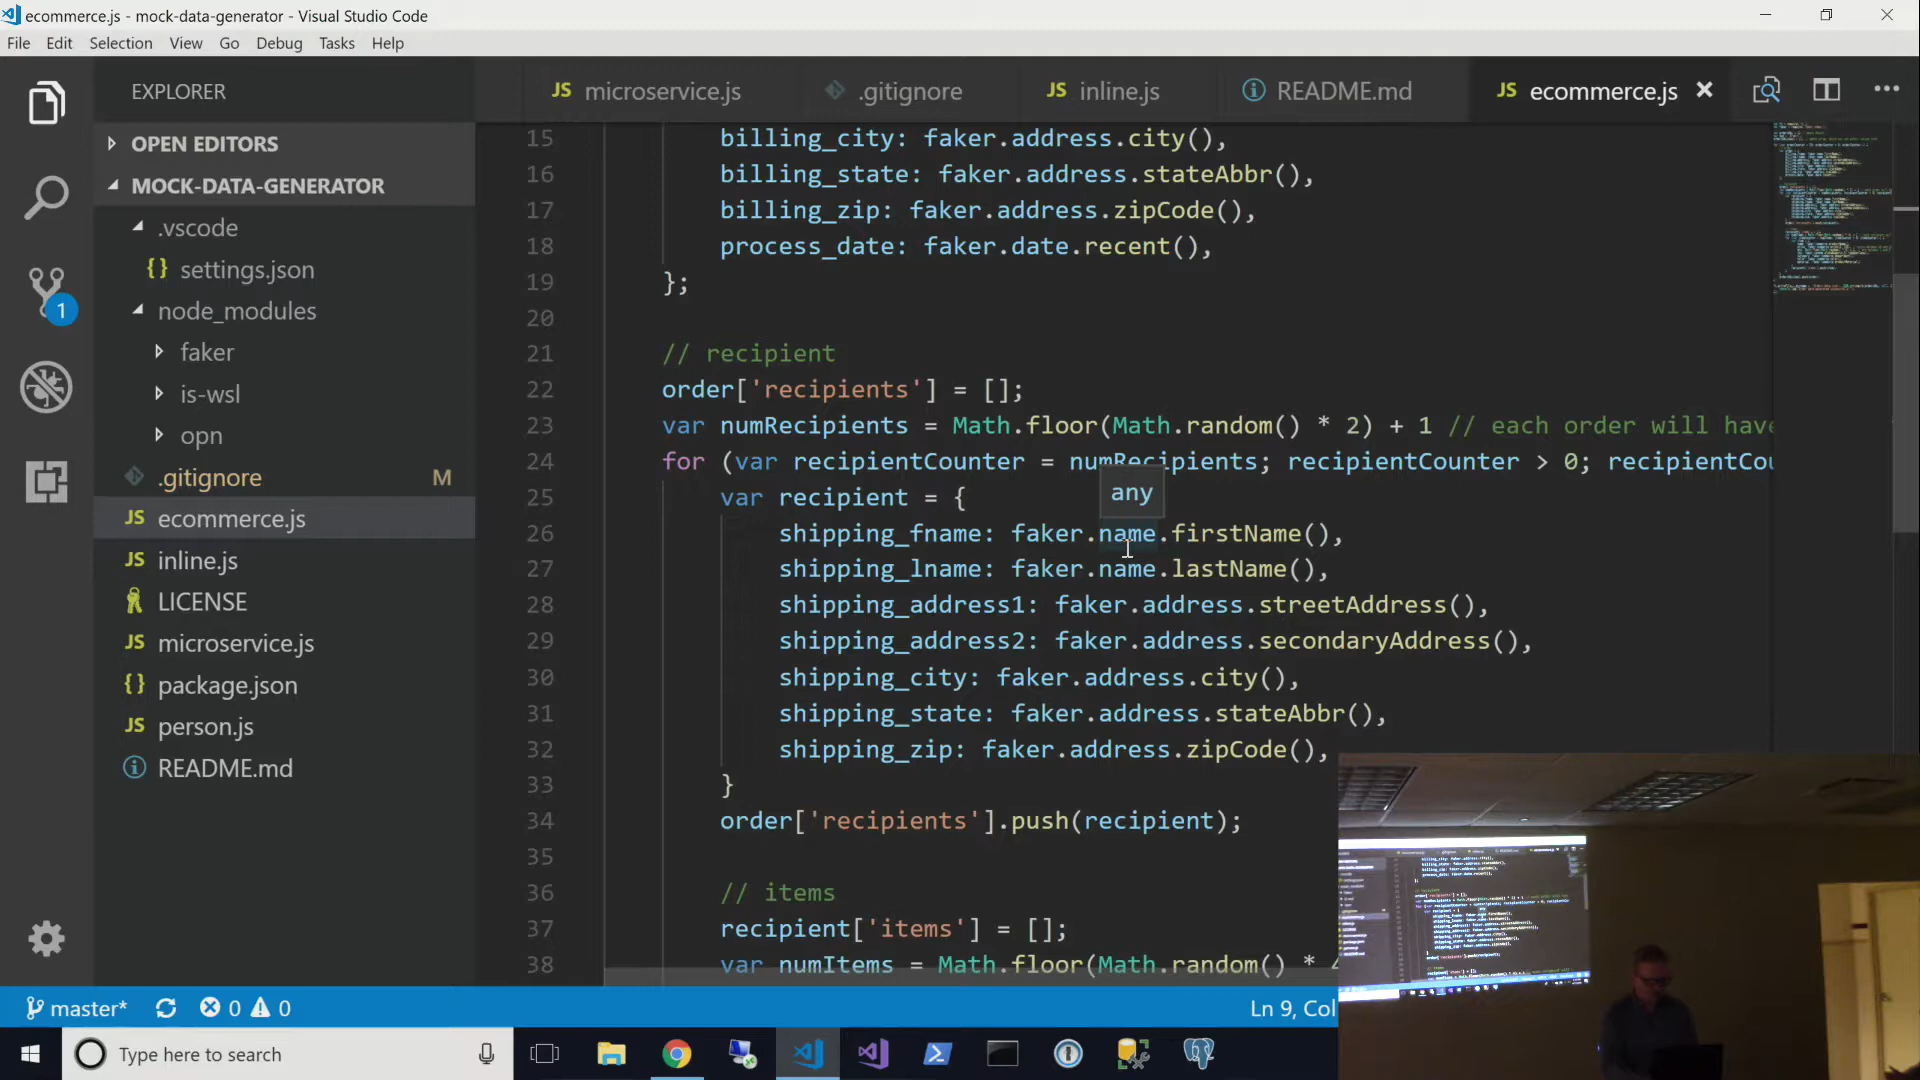 ecommerce.js - mock-data-generator - Visual Studio Code
File Edit Selection View Go Debug Tasks Help
EXPLORER
JS microservice.js
.gitignore
JS inline.js
README.md
JS ecommerce.js
OPEN EDITORS
MOCK-DATA-GENERATOR
.vscode
{} settings.json
node_modules
faker
is-wsl
opn
.gitignore M
JS ecommerce.js
JS inline.js
LICENSE
JS microservice.js
{} package.json
JS person.js
README.md
1
15 billing_city: faker.address.city(),
16 billing_state: faker.address.stateAbbr(),
17 billing_zip: faker.address.zipCode(),
18 process_date: faker.date.recent(),
19 };
20
21 // recipient
22 order['recipients'] = [];
23 var numRecipients = Math.floor(Math.random() * 2) + 1 // each order will have
24 for (var recipientCounter = numRecipients; recipientCounter > 0; recipientCou
any
25 var recipient = {
26 shipping_fname: faker.name.firstName(),
27 shipping_lname: faker.name.lastName(),
28 shipping_address1: faker.address.streetAddress(),
29 shipping_address2: faker.address.secondaryAddress(),
30 shipping_city: faker.address.city(),
31 shipping_state: faker.address.stateAbbr(),
32 shipping_zip: faker.address.zipCode(),
33 }
34 order['recipients'].push(recipient);
35
36 // items
37 recipient['items'] = [];
38 var numItems = Math.floor(Math.random() *
master* 0 0
Ln 9, Col
Type here to search